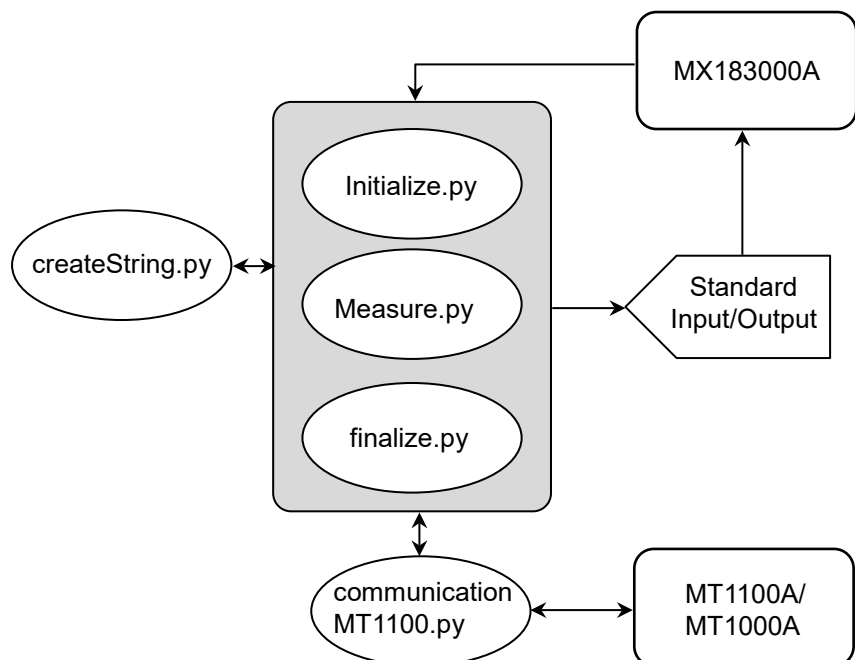 MX183000A
Initialize.py
createString.py
Measure.py
Standard
Input/Output
finalize.py
communication
MT1100.py
MT1100A/
MT1000A